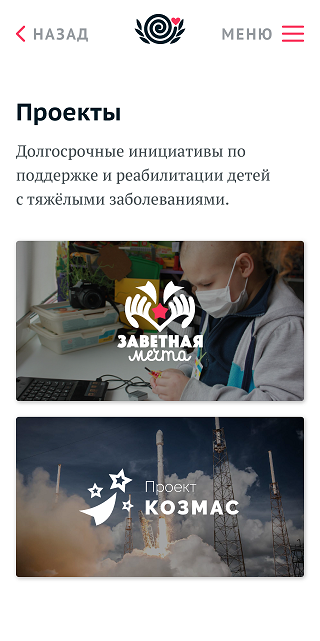 НАЗАД
МЕНЮ
Проекты
Долгосрочные инициативы по
поддержке и реабилитации детей
с тяжёлыми заболеваниями.
ЗАВЕТНАЯ
мечта
Проект
КОЗМАС